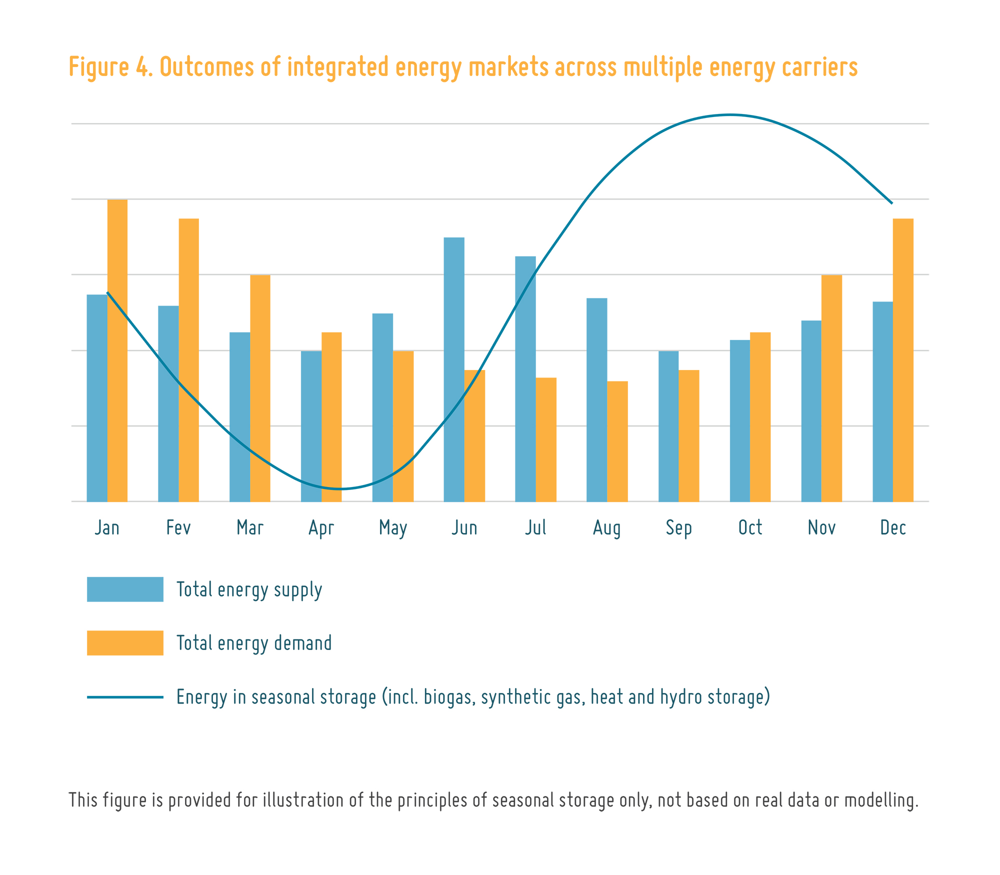 Figure 4. Outcomes of integrated energy markets across multiple energy carriers
Jan Fev Mar Apr May Jun Jul Aug Sep Oct Nov Dec
Total energy supply
Total energy demand
Energy in seasonal storage (incl. biogas, synthetic gas, heat and hydro storage)
This figure is provided for illustration of the principles of seasonal storage only, not based on real data or modelling.